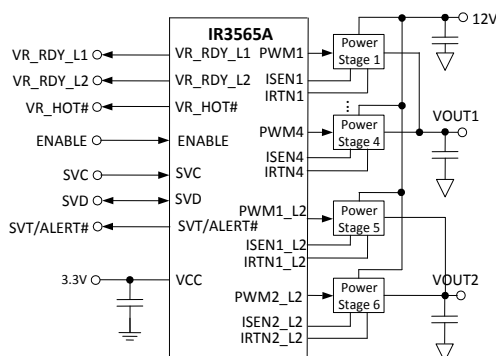 IR3565A
12V
VR_RDY_L1
VR_RDY_L1
PWM1
Power
Stage 1
VR_RDY_L2
VR_RDY_L2
ISEN1
IRTN1
VR_HOT#
VR_HOT#
ENABLE
ENABLE
PWM4
Power
Stage 4
VOUT1
ISEN4
IRTN4
SVC
SVC
SVD
SVD
SVT/ALERT#
SVT/ALERT#
PWM1_L2
Power
Stage 5
ISEN1_L2
IRTN1_L2
3.3V
VCC
PWM2_L2
Power
Stage 6
VOUT2
ISEN2_L2
IRTN2_L2